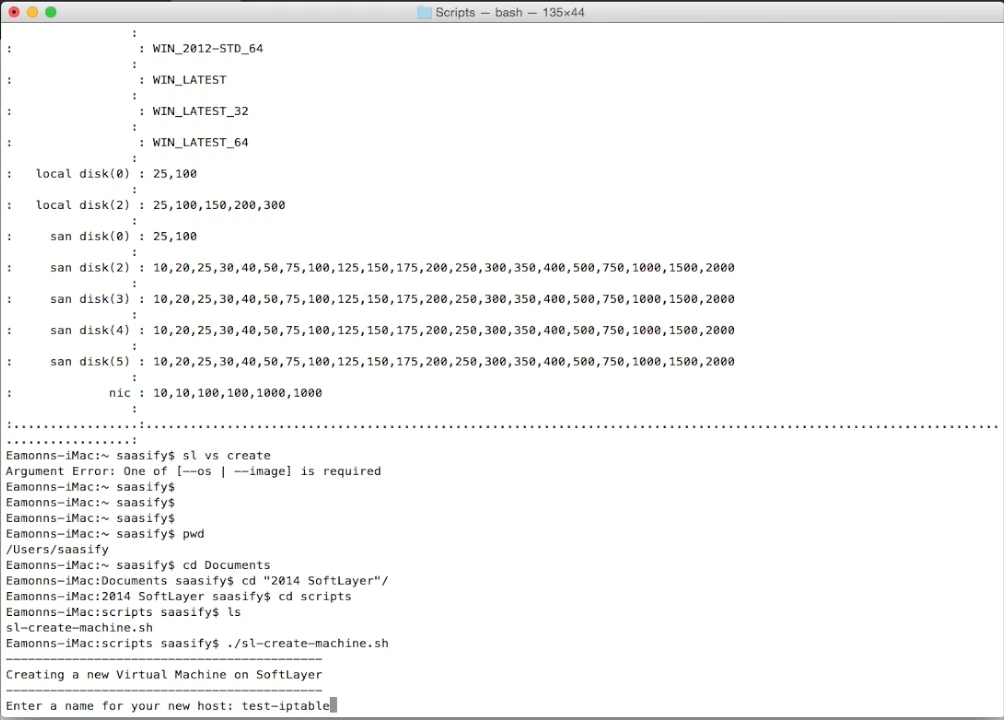 Scripts — bash — 135×44
:
: : WIN_2012-STD_64
:
: : WIN_LATEST
:
: : WIN_LATEST_32
:
: : WIN_LATEST_64
:
: local disk(0) : 25,100
:
: local disk(2) : 25,100,150,200,300
:
: san disk(0) : 25,100
:
: san disk(2) : 10,20,25,30,40,50,75,100,125,150,175,200,250,300,350,400,500,750,1000,1500,2000
:
: san disk(3) : 10,20,25,30,40,50,75,100,125,150,175,200,250,300,350,400,500,750,1000,1500,2000
:
: san disk(4) : 10,20,25,30,40,50,75,100,125,150,175,200,250,300,350,400,500,750,1000,1500,2000
:
: san disk(5) : 10,20,25,30,40,50,75,100,125,150,175,200,250,300,350,400,500,750,1000,1500,2000
:
: nic : 10,10,100,100,1000,1000
:
:.................:....................................................................................................................
.................:
Eamonns-iMac:~ saasify$ sl vs create
Argument Error: One of [--os | --image] is required
Eamonns-iMac:~ saasify$
Eamonns-iMac:~ saasify$
Eamonns-iMac:~ saasify$
Eamonns-iMac:~ saasify$ pwd
/Users/saasify
Eamonns-iMac:~ saasify$ cd Documents
Eamonns-iMac:Documents saasify$ cd "2014 SoftLayer"/
Eamonns-iMac:2014 SoftLayer saasify$ cd scripts
Eamonns-iMac:scripts saasify$ ls
sl-create-machine.sh
Eamonns-iMac:scripts saasify$ ./sl-create-machine.sh
-------------------------------------------
Creating a new Virtual Machine on SoftLayer
-------------------------------------------
Enter a name for your new host: test-iptable